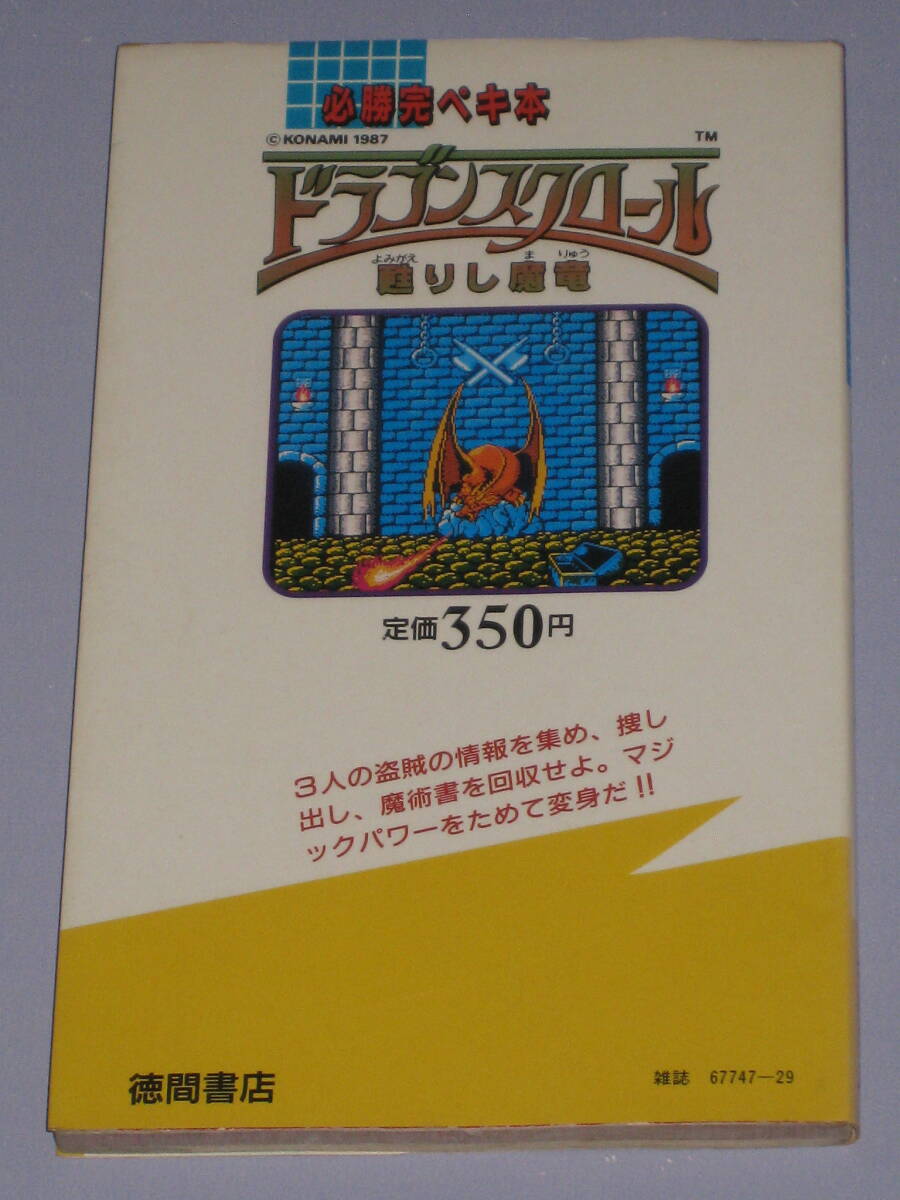 必勝完ペキ本
©KONAMI 1987 TM
ドラゴンスクロール
よみがえ ま りゅう
甦りし魔竜
定価350円
3人の盗賊の情報を集め、捜し
出し、魔術書を回収せよ。マジ
ックパワーをためて変身だ!!
徳間書店
雑誌 67747-29